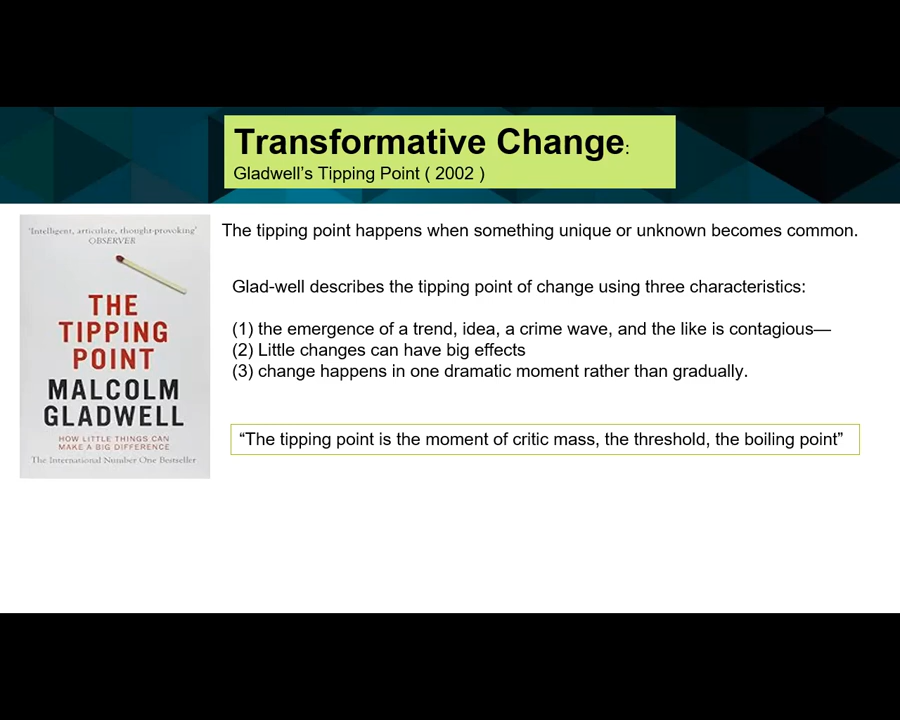 Transformative Change:
Gladwell’s Tipping Point ( 2002 )
'Intelligent, articulate, thought-provoking'
OBSERVER
THE
TIPPING
POINT
MALCOLM
GLADWELL
HOW LITTLE THINGS CAN
MAKE A BIG DIFFERENCE
The International Number One Bestseller
The tipping point happens when something unique or unknown becomes common.
Glad-well describes the tipping point of change using three characteristics:
(1) the emergence of a trend, idea, a crime wave, and the like is contagious—
(2) Little changes can have big effects
(3) change happens in one dramatic moment rather than gradually.
“The tipping point is the moment of critic mass, the threshold, the boiling point”